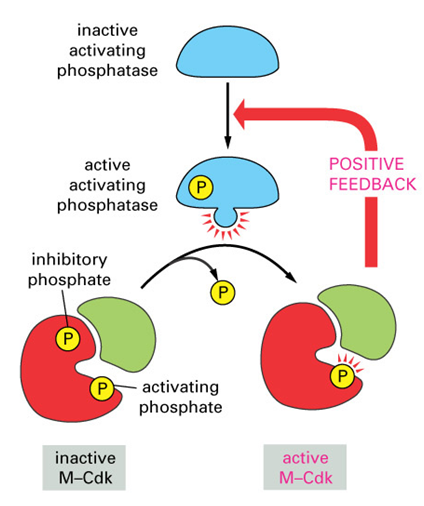 inactive
activating
phosphatase
active
activating
phosphatase
P
POSITIVE
FEEDBACK
inhibitory
phosphate
P
P
P
activating
phosphate
P
inactive
M–Cdk
active
M–Cdk